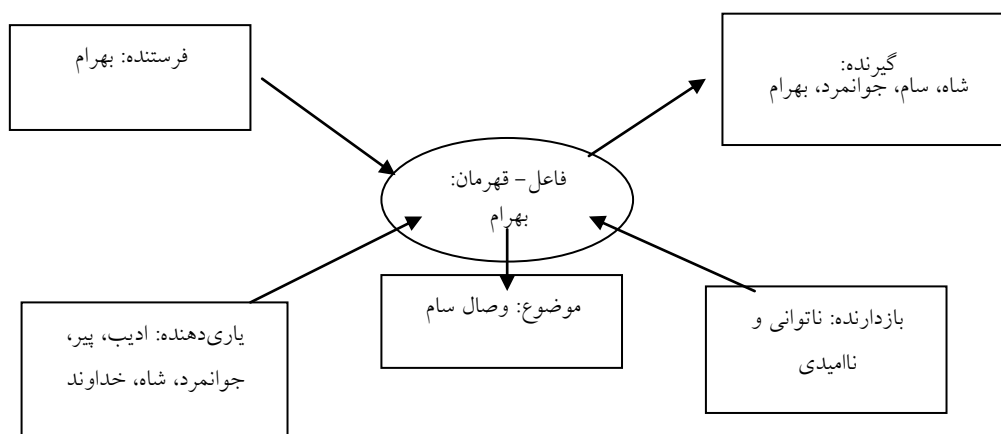 فرستنده: بهرام
گیرنده:
شاه، سام، جوانمرد، بهرام
فاعل – قهرمان:
بهرام
موضوع: وصال سام
بازدارنده: ناتوانی و
ناامیدی
یاری‌دهنده: ادیب، پیر،
جوانمرد، شاه، خداوند